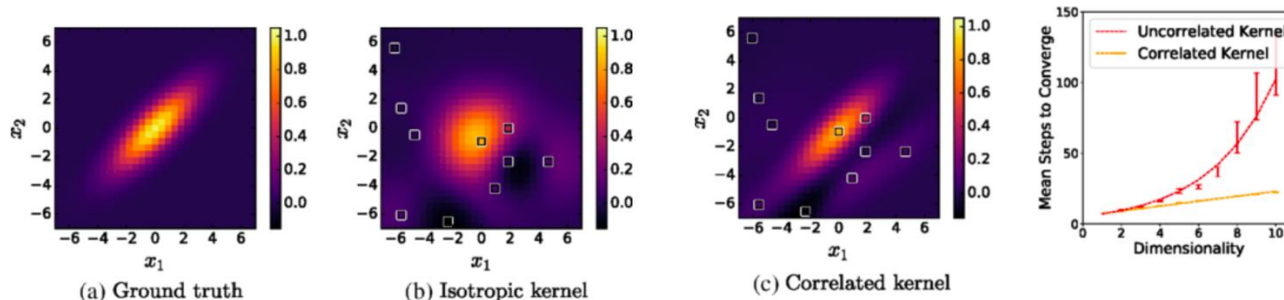 6
4
2
0
−2
−4
−6
x₂
−6 −4 −2 0 2 4 6
x₁
1.0
0.8
0.6
0.4
0.2
0.0
(a) Ground truth
6
4
2
0
−2
−4
−6
x₂
−6 −4 −2 0 2 4 6
x₁
1.0
0.8
0.6
0.4
0.2
0.0
(b) Isotropic kernel
6
4
2
0
−2
−4
−6
x₂
−6 −4 −2 0 2 4 6
x₁
1.0
0.8
0.6
0.4
0.2
0.0
(c) Correlated kernel
Uncorrelated Kernel
Correlated Kernel
150
100
50
0
Mean Steps to Converge
0 2 4 6 8 10
Dimensionality